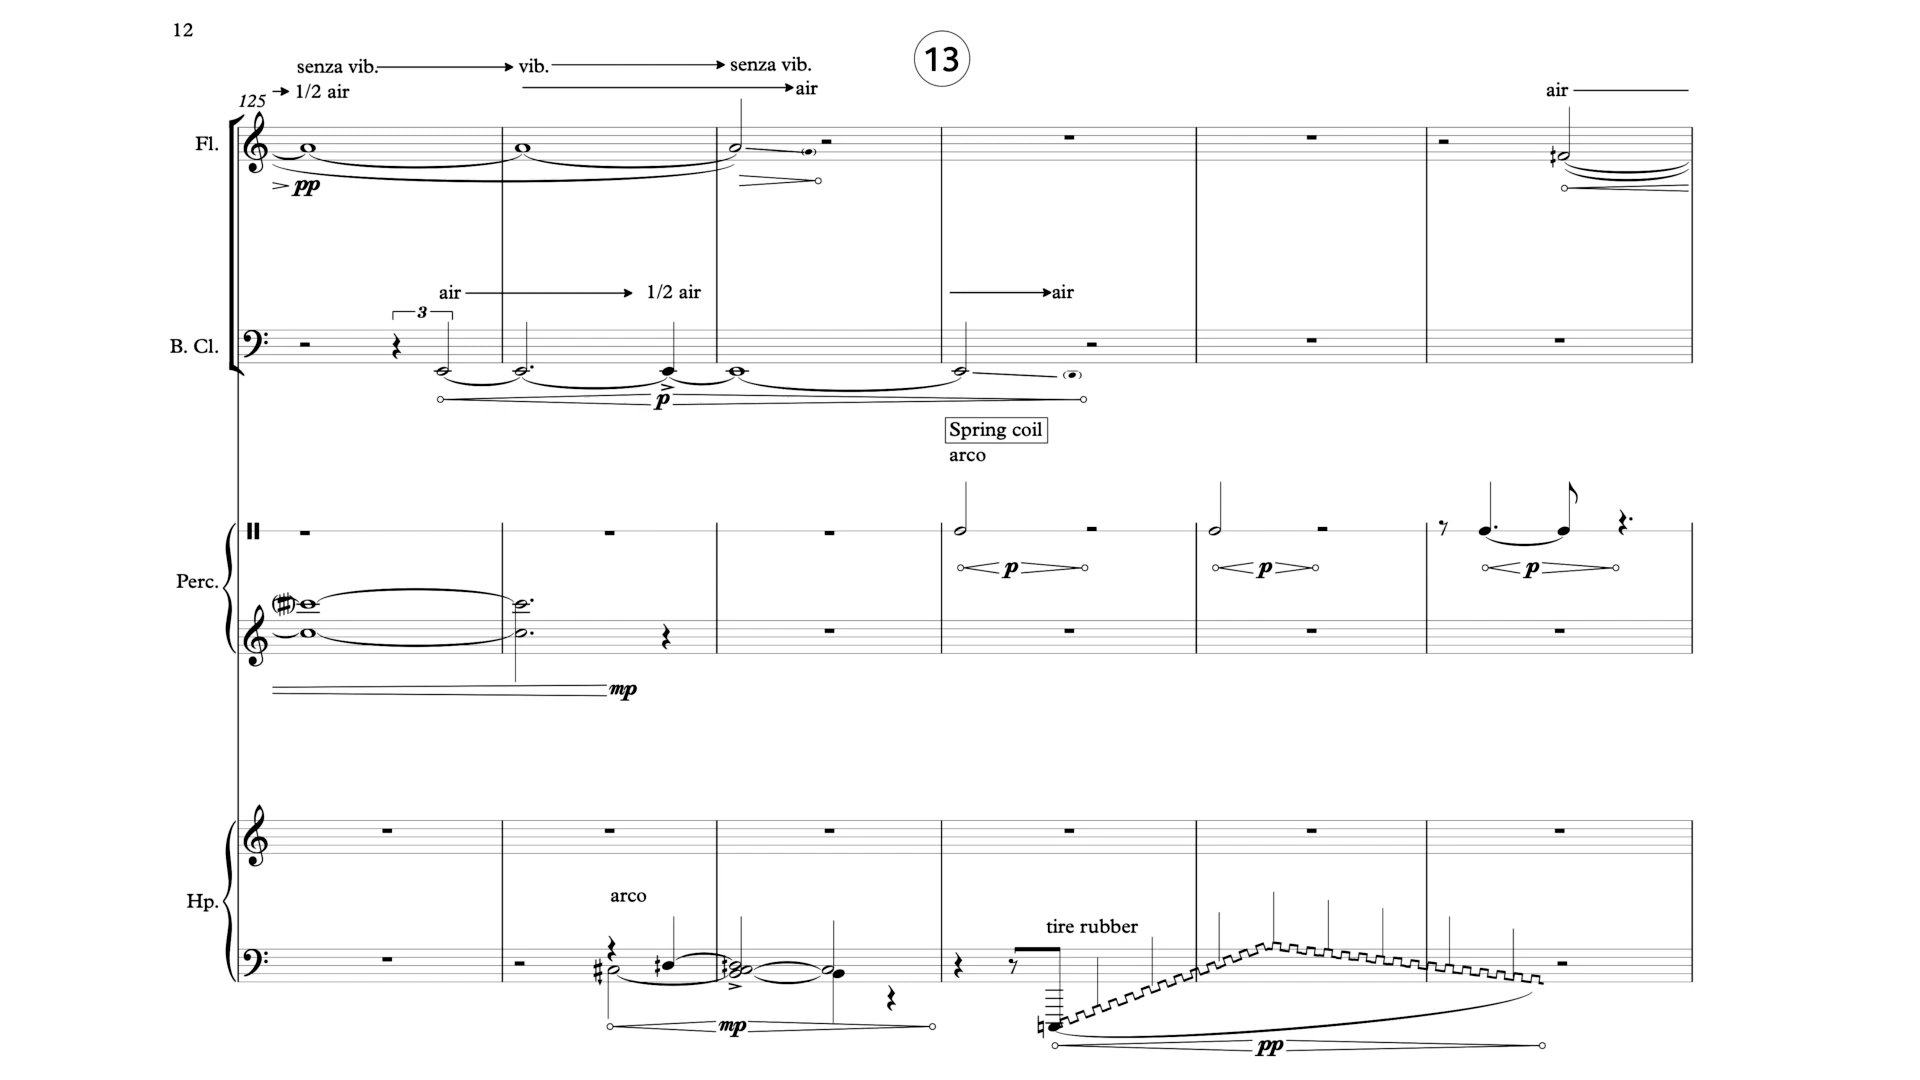 12
13
senza vib. vib. senza vib.
1/2 air air air
125
Fl.
pp
air 1/2 air air
3
B. Cl.
p
Spring coil
arco
Perc.
p p p
mp
arco
Hp.
tire rubber
mp
pp